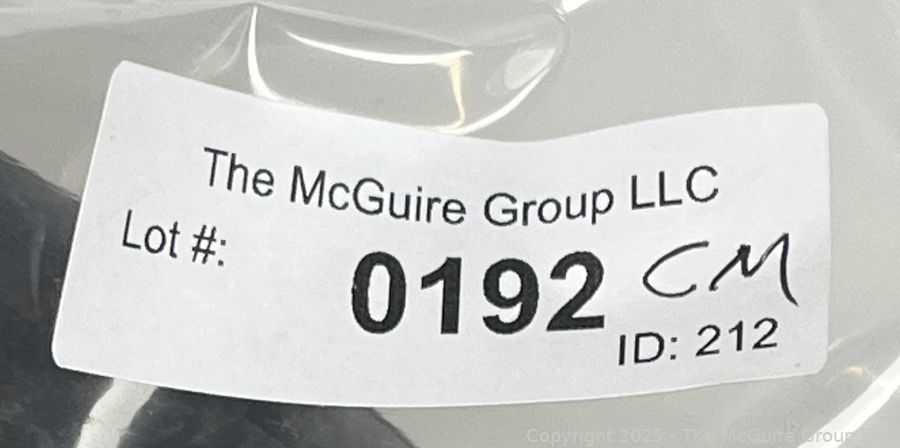 The McGuire Group LLC
Lot #:
0192 CM
ID: 212
Copyright 2025 - The McGuire Group